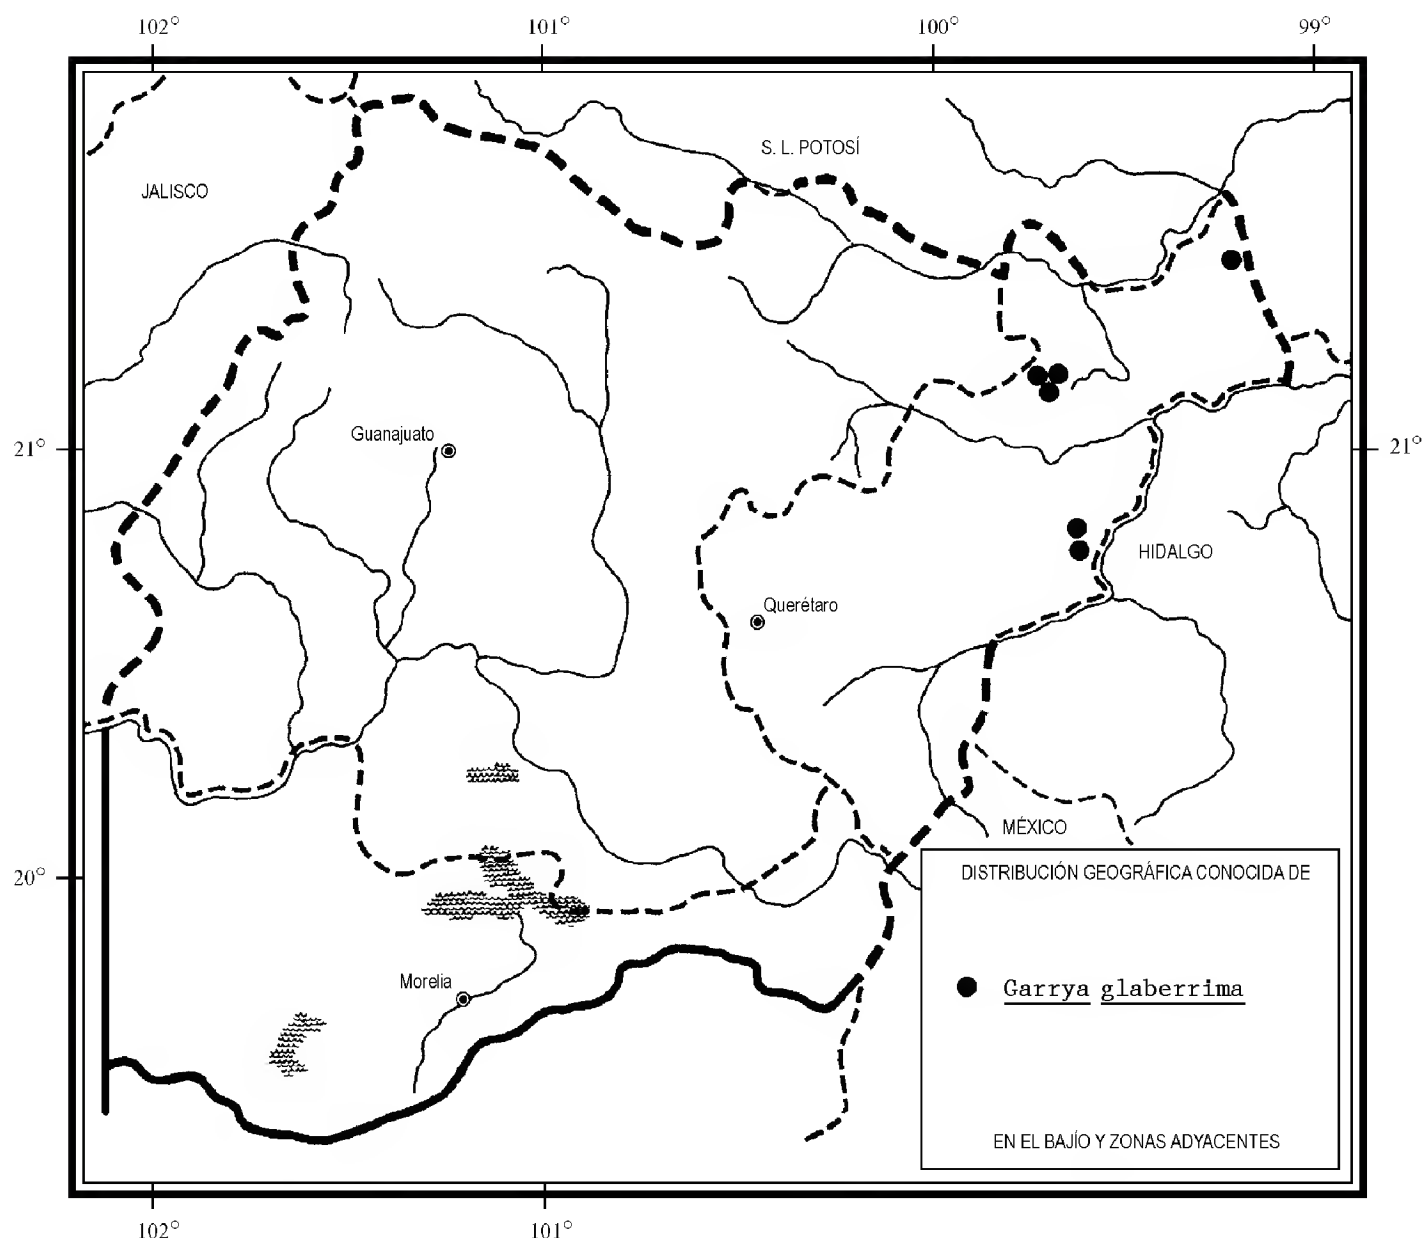 102° 101° 100° 99°
S. L. POTOSÍ
JALISCO
Guanajuato
21° 21°
HIDALGO
Querétaro
MÉXICO
20°
DISTRIBUCIÓN GEOGRÁFICA CONOCIDA DE
Morelia
Garrya glaberrima
EN EL BAJÍO Y ZONAS ADYACENTES
102° 101°